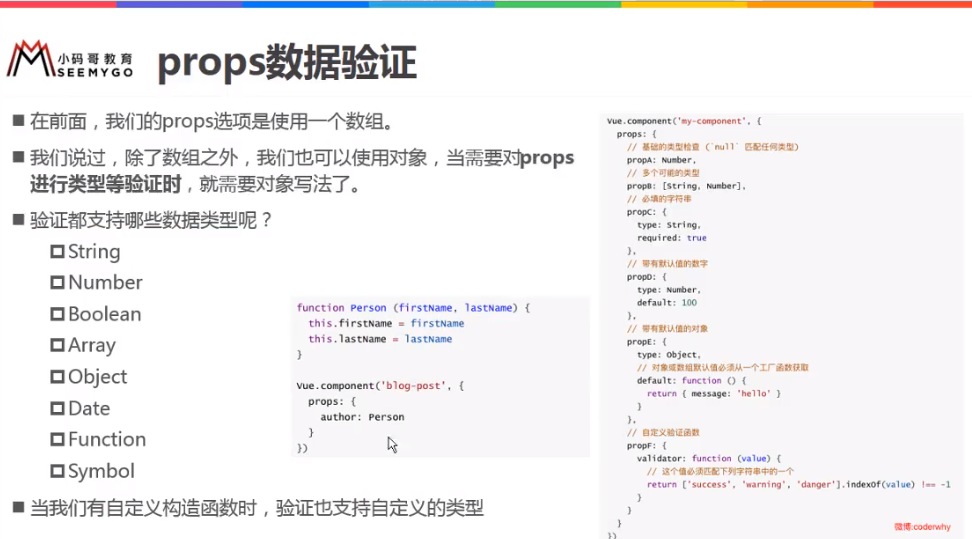 小码哥教育
SEEMYGO
props数据验证
在前面，我们的props选项是使用一个数组。
我们说过，除了数组之外，我们也可以使用对象，当需要对props
进行类型等验证时，就需要对象写法了。
验证都支持哪些数据类型呢？
String
Number
Boolean
Array
Object
Date
Function
Symbol
当我们有自定义构造函数时，验证也支持自定义的类型
function Person (firstName, lastName) {
this.firstName = firstName
this.lastName = lastName
}
Vue.component('blog-post', {
props: {
author: Person
}
})
Vue.component('my-component', {
props: {
// 基础的类型检查 (`null` 匹配任何类型)
propA: Number,
// 多个可能的类型
propB: [String, Number],
// 必填的字符串
propC: {
type: String,
required: true
},
// 带有默认值的数字
propD: {
type: Number,
default: 100
},
// 带有默认值的对象
propE: {
type: Object,
// 对象或数组默认值必须从一个工厂函数获取
default: function () {
return { message: 'hello' }
}
},
// 自定义验证函数
propF: {
validator: function (value) {
// 这个值必须匹配下列字符串中的一个
return ['success', 'warning', 'danger'].indexOf(value) !== -1
}
}
}
})
微博:coderwhy